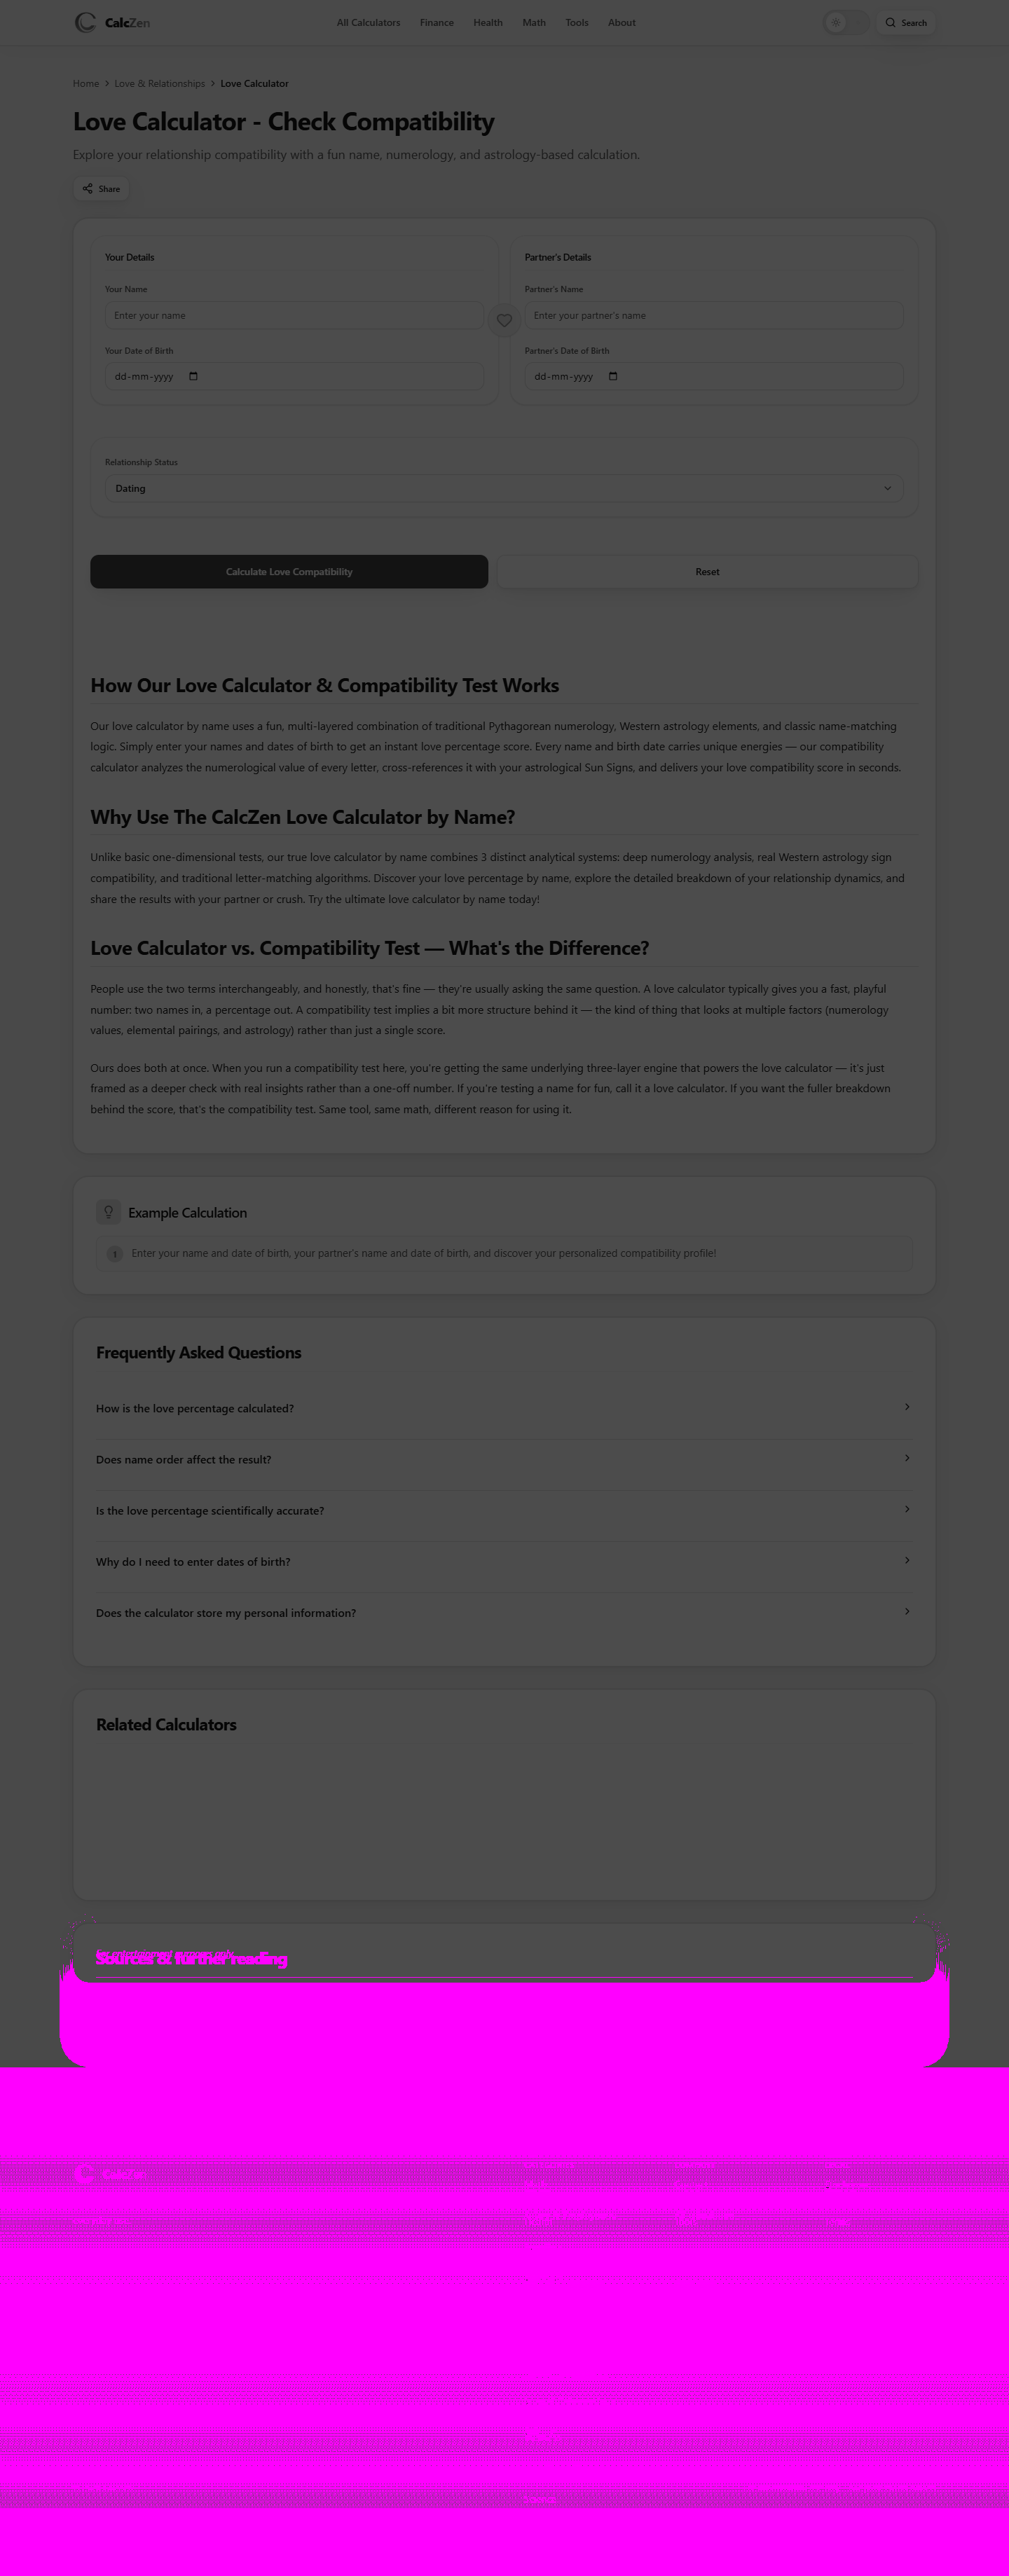 CalcZen
All Calculators
Finance
Health
Math
Tools
About
Search
Home > Love & Relationships > Love Calculator
Love Calculator - Check Compatibility
Explore your relationship compatibility with a fun name, numerology, and astrology-based calculation.
Share
Your Details
Your Name
Enter your name
Your Date of Birth
dd-mm-yyyy
Partner's Details
Partner's Name
Enter your partner's name
Partner's Date of Birth
dd-mm-yyyy
Relationship Status
Dating
Calculate Love Compatibility
Reset
How Our Love Calculator & Compatibility Test Works
Our love calculator by name uses a fun, multi-layered combination of traditional Pythagorean numerology, Western astrology elements, and classic name-matching
logic. Simply enter your names and dates of birth to get an instant love percentage score. Every name and birth date carries unique energies — our compatibility
calculator analyzes the numerological value of every letter, cross-references it with your astrological Sun Signs, and delivers your love compatibility score in seconds.
Why Use The CalcZen Love Calculator by Name?
Unlike basic one-dimensional tests, our true love calculator by name combines 3 distinct analytical systems: deep numerology analysis, real Western astrology sign
compatibility, and traditional letter-matching algorithms. Discover your love percentage by name, explore the detailed breakdown of your relationship dynamics, and
share the results with your partner or crush. Try the ultimate love calculator by name today!
Love Calculator vs. Compatibility Test — What's the Difference?
People use the two terms interchangeably, and honestly, that's fine — they're usually asking the same question. A love calculator typically gives you a fast, playful
number: two names in, a percentage out. A compatibility test implies a bit more structure behind it — the kind of thing that looks at multiple factors (numerology
values, elemental pairings, and astrology) rather than just a single score.
Ours does both at once. When you run a compatibility test here, you're getting the same underlying three-layer engine that powers the love calculator — it's just
framed as a deeper check with real insights rather than a one-off number. If you're testing a name for fun, call it a love calculator. If you want the fuller breakdown
behind the score, that's the compatibility test. Same tool, same math, different reason for using it.
Example Calculation
1 Enter your name and date of birth, your partner's name and date of birth, and discover your personalized compatibility profile!
Frequently Asked Questions
How is the love percentage calculated?
Does name order affect the result?
Is the love percentage scientifically accurate?
Why do I need to enter dates of birth?
Does the calculator store my personal information?
Related Calculators
Sources & further reading
CalcZen